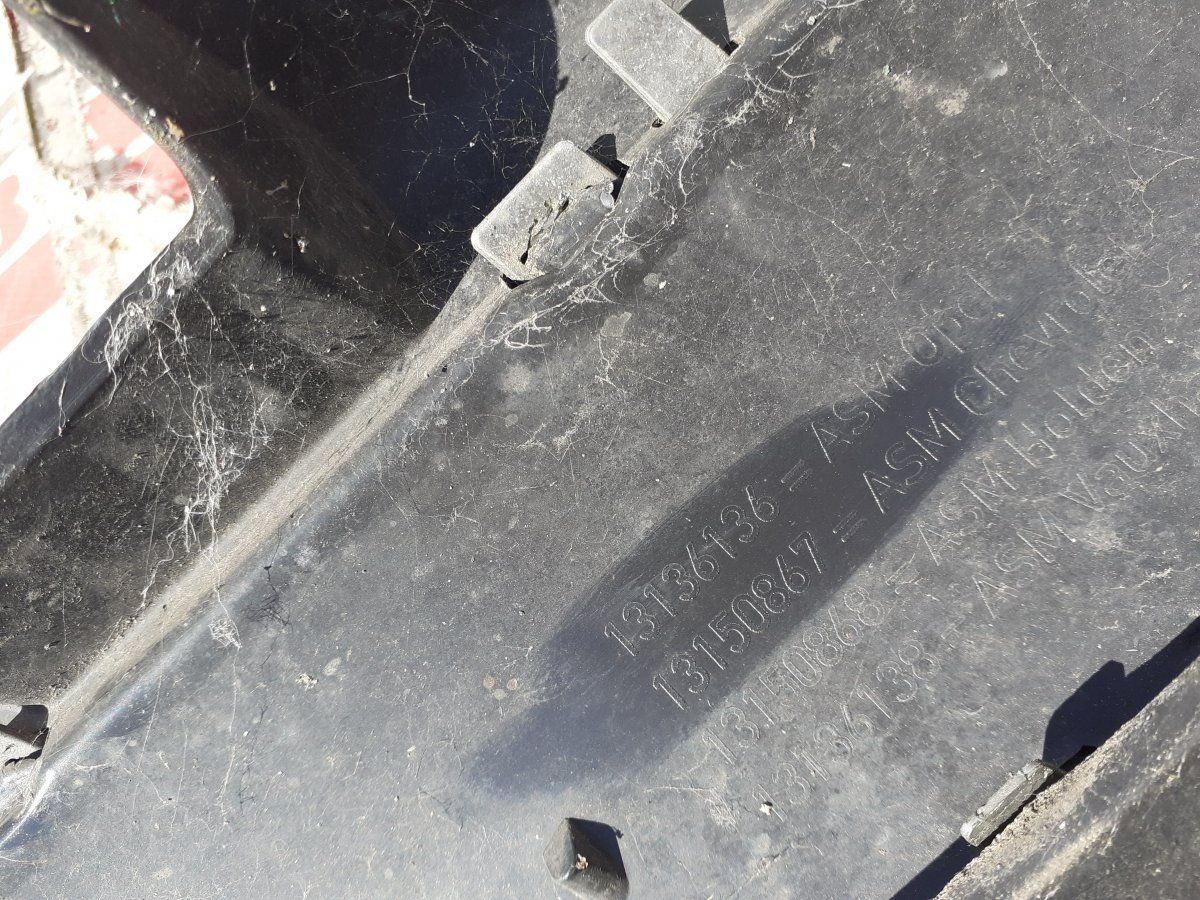 13136136 = ASM Opel
13150867 = ASM Chevrolet
13150868 = ASM Holden
13136138 = ASM Vauxh